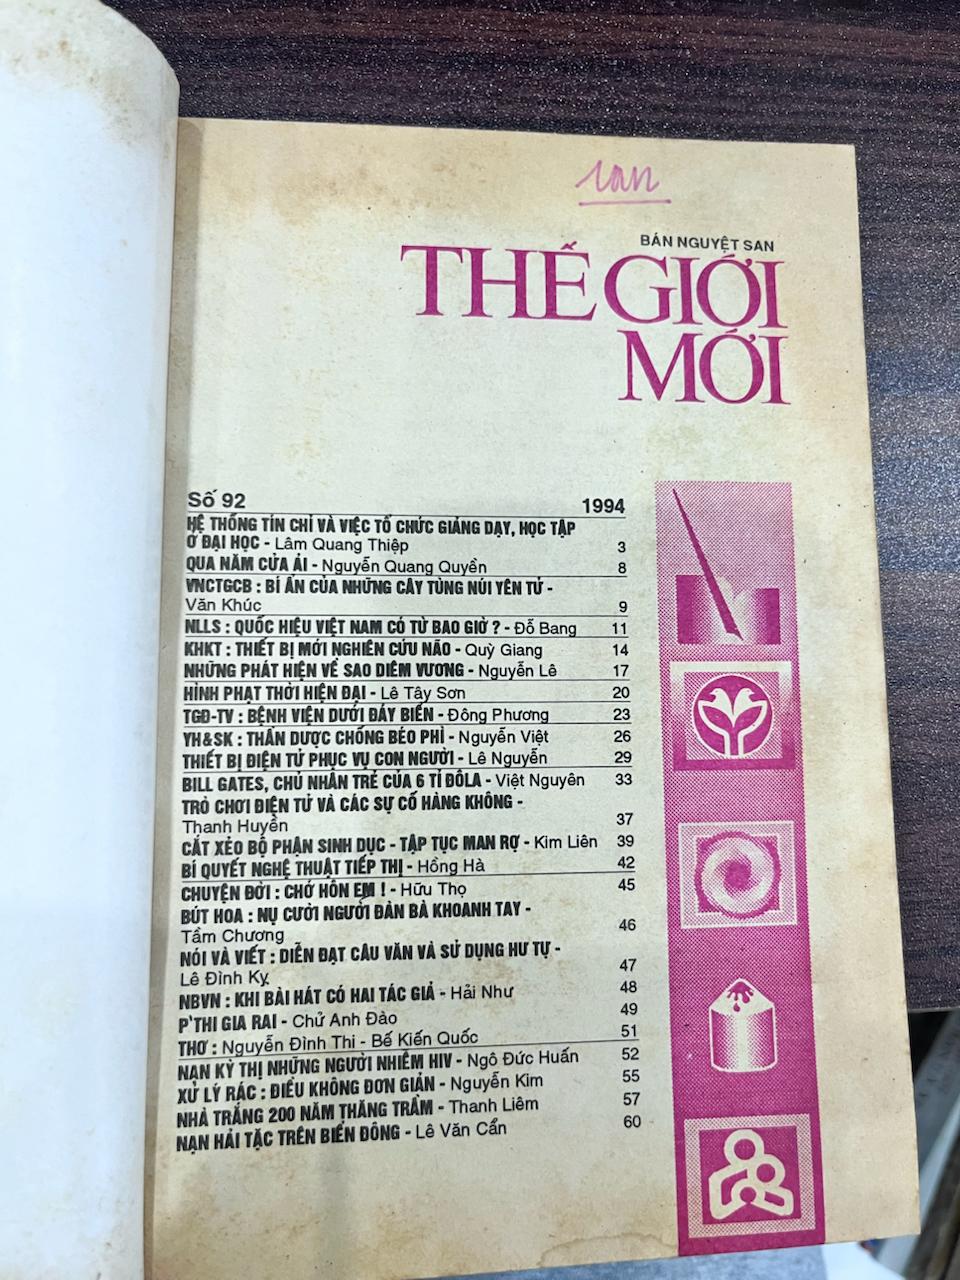 BÁN NGUYỆT SAN
THẾ GIỚI
MỚI
Số 92 1994
HỆ THỐNG TÍN CHỈ VÀ VIỆC TỔ CHỨC GIẢNG DẠY, HỌC TẬP
Ở ĐẠI HỌC - Lâm Quang Thiệp 3
QUA NĂM CỬA ẢI - Nguyễn Quang Quyền 8
VNCTGCB : BÍ ẨN CỦA NHỮNG CÂY TÙNG NÚI YÊN TỬ -
Văn Khúc 9
NLLS : QUỐC HIỆU VIỆT NAM CÓ TỪ BAO GIỜ ? - Đỗ Bang 11
KHKT : THIẾT BỊ MỚI NGHIÊN CỨU NÃO - Quỳ Giang 14
NHỮNG PHÁT HIỆN VỀ SAO DIÊM VƯƠNG - Nguyễn Lê 17
HÌNH PHẠT THỜI HIỆN ĐẠI - Lê Tây Sơn 20
TGĐ-TV : BỆNH VIỆN DƯỚI ĐÁY BIỂN - Đông Phương 23
YH&SK : THẦN DƯỢC CHỐNG BÉO PHÌ - Nguyễn Việt 26
THIẾT BỊ ĐIỆN TỬ PHỤC VỤ CON NGƯỜI - Lê Nguyễn 29
BILL GATES, CHỦ NHÂN TRẺ CỦA 6 TỈ ĐÔLA - Việt Nguyên 33
TRÒ CHƠI ĐIỆN TỬ VÀ CÁC SỰ CỐ HÀNG KHÔNG -
Thanh Huyền 37
CẮT XẺO BỘ PHẬN SINH DỤC - TẬP TỤC MAN RỢ - Kim Liên 39
BÍ QUYẾT NGHỆ THUẬT TIẾP THỊ - Hồng Hà 42
CHUYỆN ĐỜI : CHỚ HÔN EM ! - Hữu Thọ 45
BÚT HOA : NỤ CƯỜI NGƯỜI ĐÀN BÀ KHOANH TAY -
Tầm Chương 46
NÓI VÀ VIẾT : DIỄN ĐẠT CÂU VĂN VÀ SỬ DỤNG HƯ TỰ -
Lê Đình Kỵ 47
NBVN : KHI BÀI HÁT CÓ HAI TÁC GIẢ - Hải Như 48
P'THI GIA RAI - Chử Anh Đào 49
THƠ : Nguyễn Đình Thi - Bế Kiến Quốc 51
NẠN KỲ THỊ NHỮNG NGƯỜI NHIỄM HIV - Ngô Đức Huấn 52
XỬ LÝ RÁC : ĐIỀU KHÔNG ĐƠN GIẢN - Nguyễn Kim 55
NHA TRANG 200 NĂM THĂNG TRẦM - Thanh Liêm 57
NẠN HẢI TẶC TRÊN BIỂN ĐÔNG - Lê Văn Cẩn 60